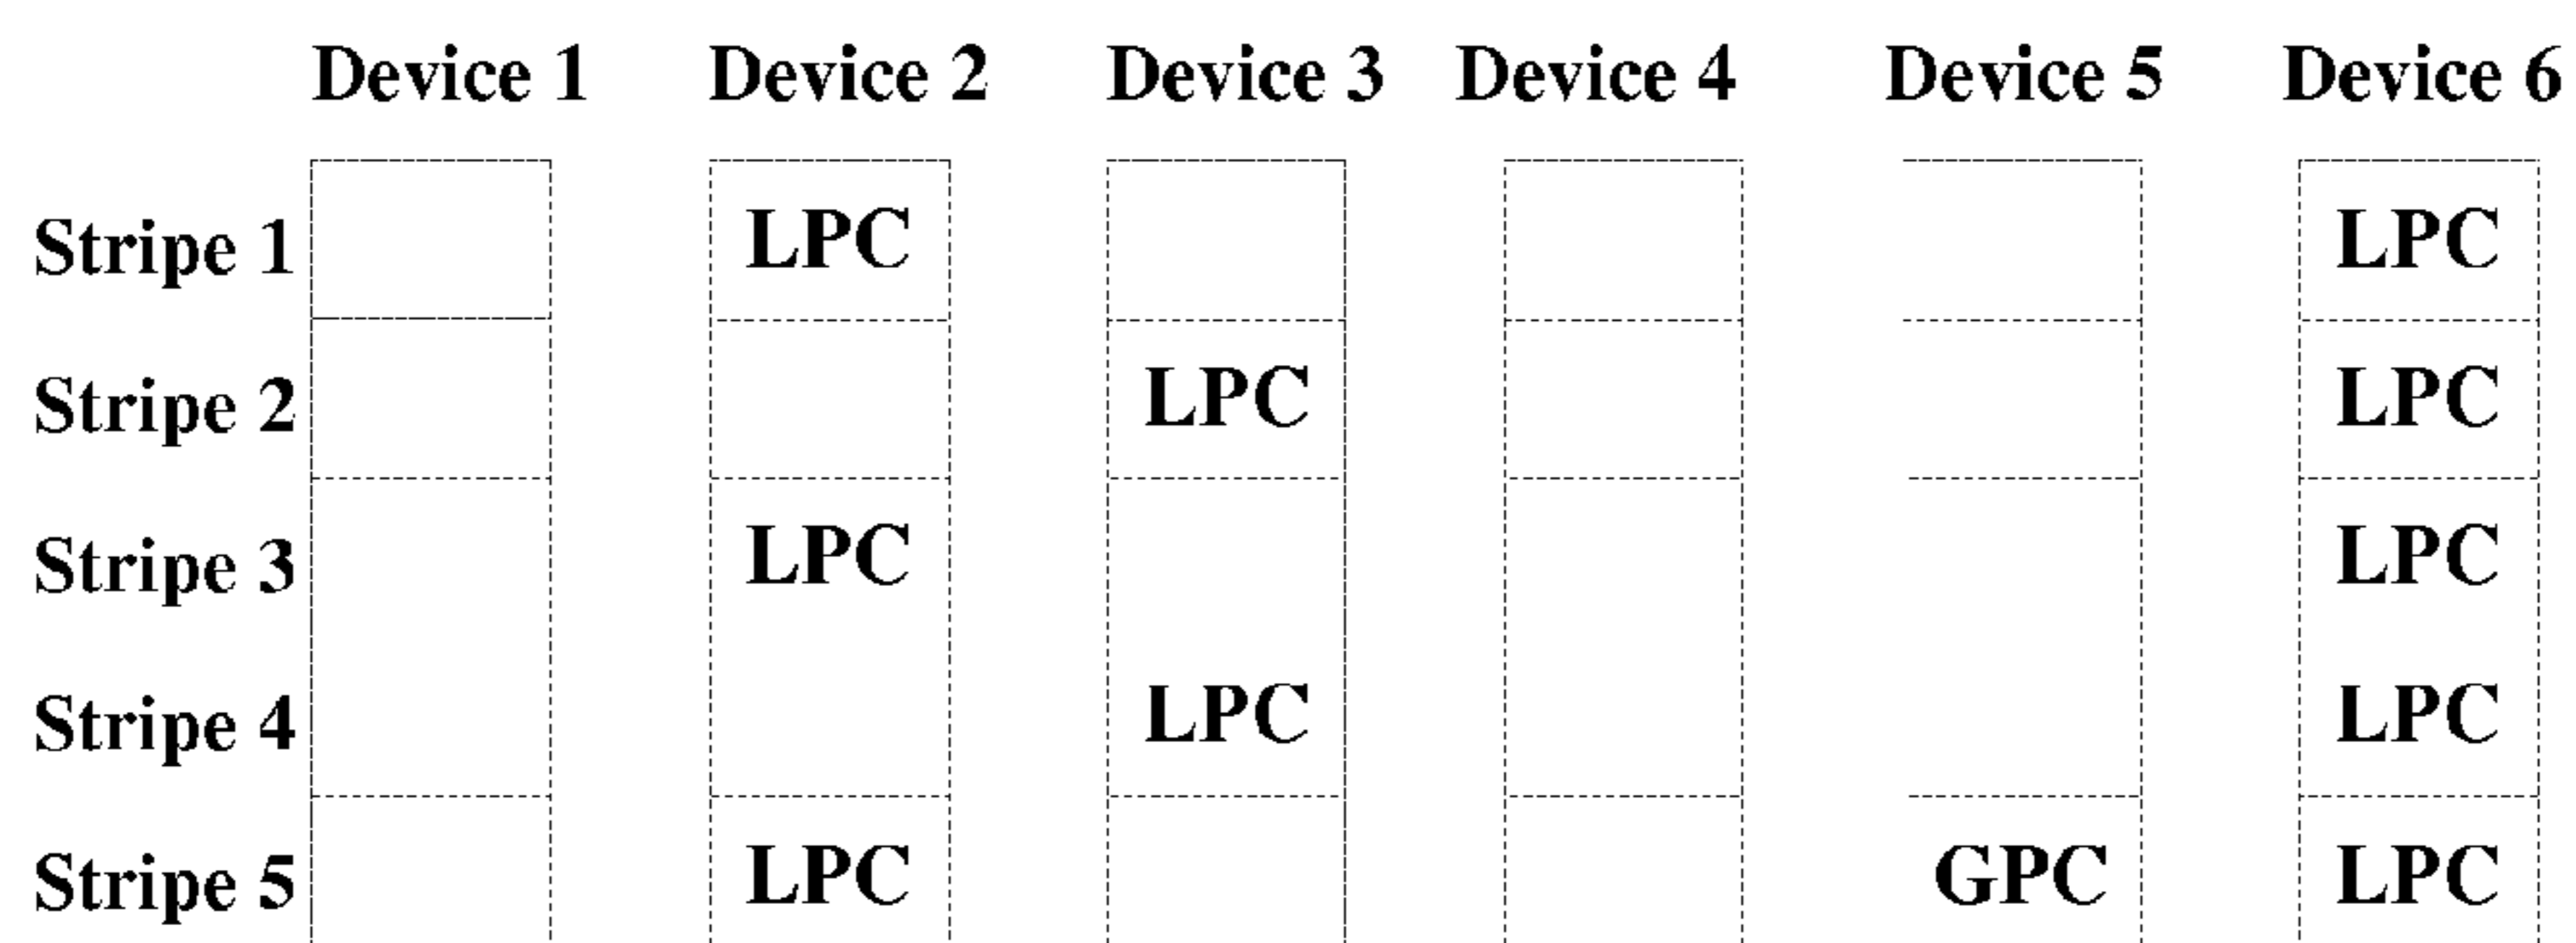 Device 1 Device 2 Device 3 Device 4 Device 5 Device 6
Stripe 1 LPC LPC
Stripe 2 LPC LPC
Stripe 3 LPC LPC
Stripe 4 LPC LPC
Stripe 5 LPC GPC LPC